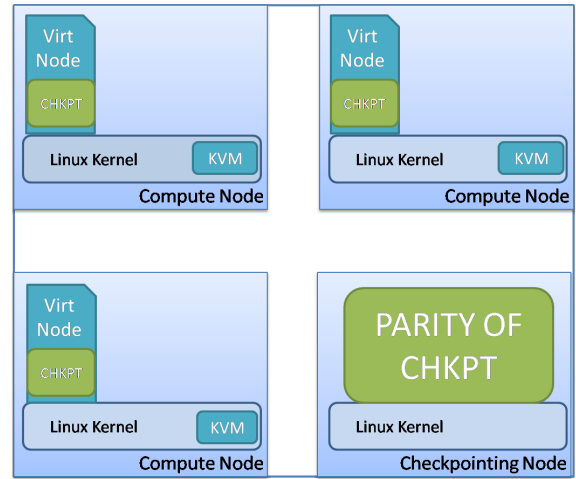 Virt
Node
CHKPT
Linux Kernel
KVM
Compute Node
Virt
Node
CHKPT
Linux Kernel
KVM
Compute Node
Virt
Node
CHKPT
Linux Kernel
KVM
Compute Node
PARITY OF
CHKPT
Linux Kernel
Checkpointing Node